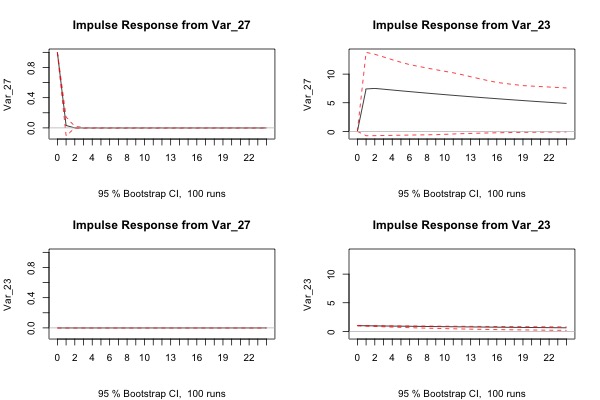 Impulse Response from Var_27
Var_27
0.0 0.4 0.8
0 2 4 6 8 10 13 16 19 22
95 % Bootstrap CI,  100 runs
Impulse Response from Var_23
Var_27
0 5 10
0 2 4 6 8 10 13 16 19 22
95 % Bootstrap CI,  100 runs
Impulse Response from Var_27
Var_23
0.0 0.4 0.8
0 2 4 6 8 10 13 16 19 22
95 % Bootstrap CI,  100 runs
Impulse Response from Var_23
Var_23
0 5 10
0 2 4 6 8 10 13 16 19 22
95 % Bootstrap CI,  100 runs